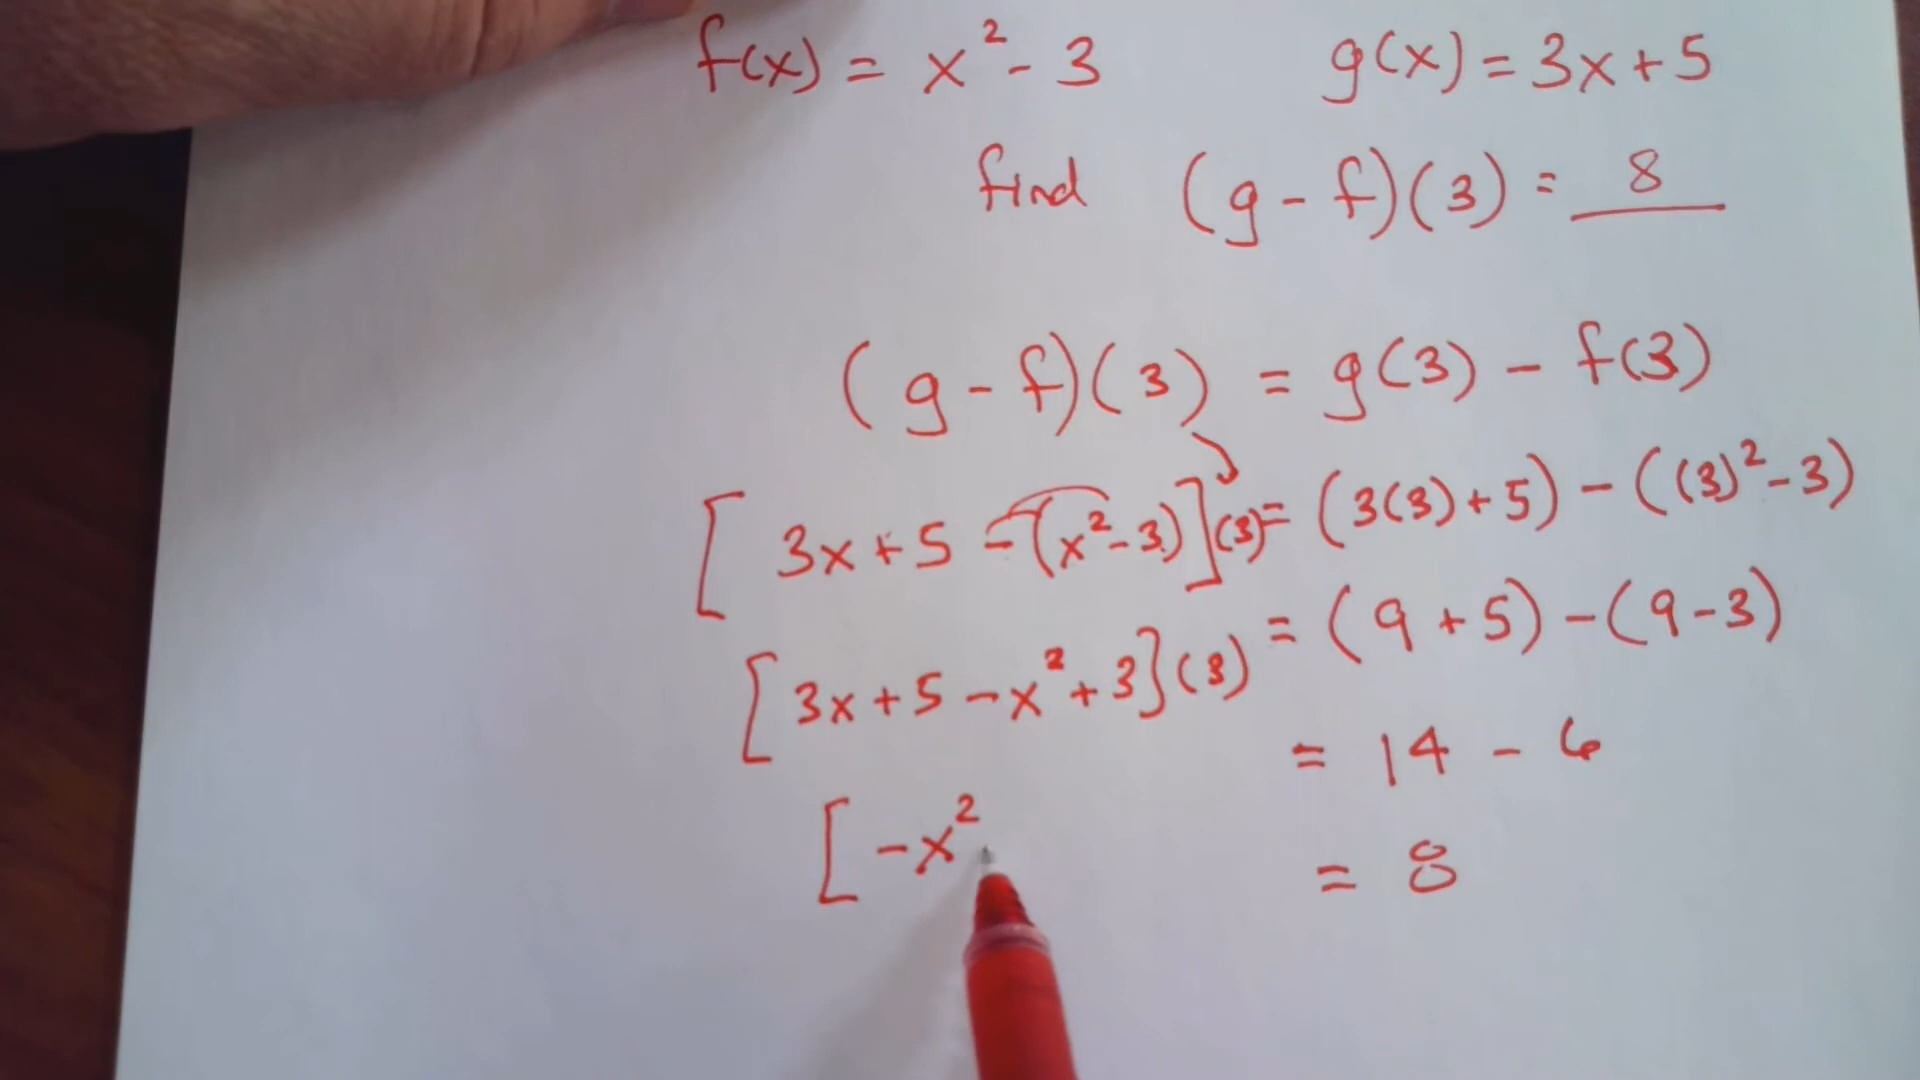 f(x) = x² - 3 g(x) = 3x + 5
find (g - f)(3) = 8
(g - f)(3) = g(3) - f(3)
[3x + 5 - (x² - 3)](3) = (3(3) + 5) - ((3)² - 3)
[3x + 5 - x² + 3](3) = (9 + 5) - (9 - 3)
= 14 - 6
[-x²
= 8